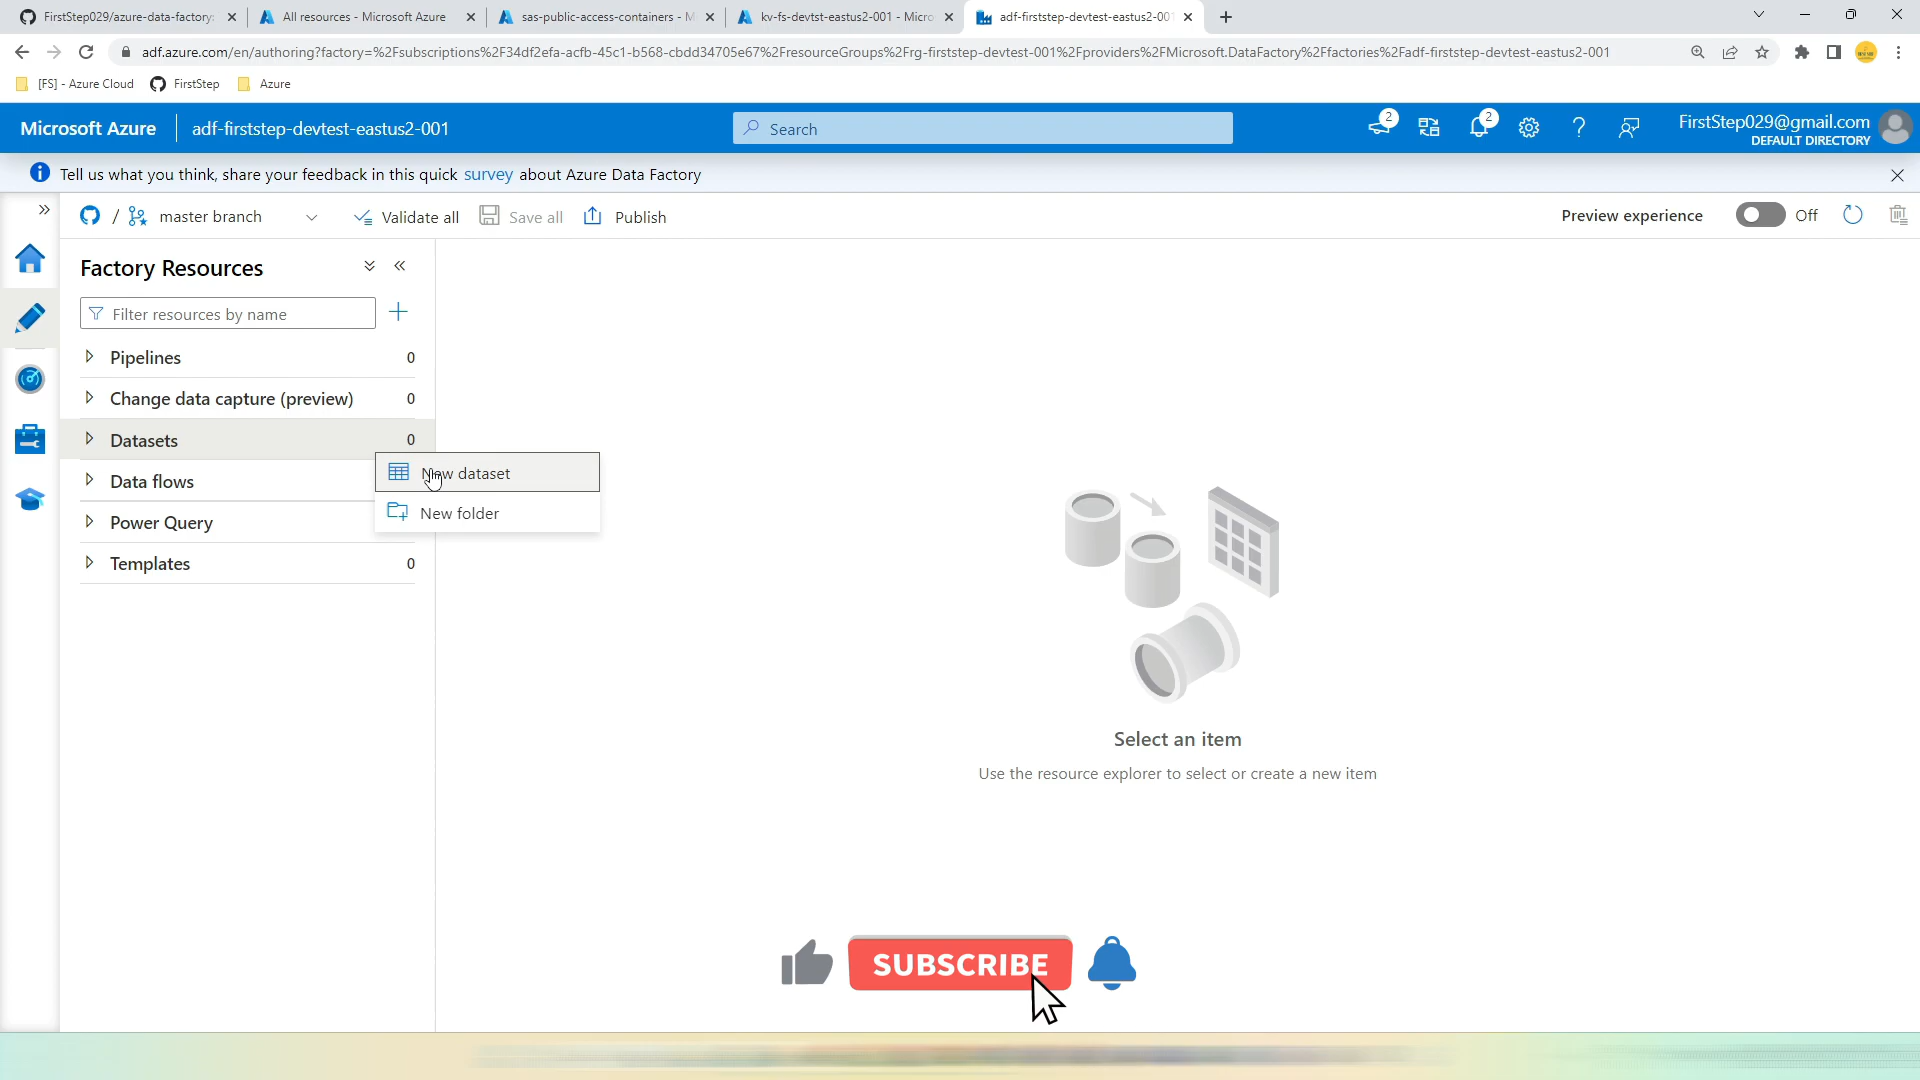 FirstStep029/azure-data-factory:
All resources - Microsoft Azure
sas-public-access-containers - M
kv-fs-devtst-eastus2-001 - Micro
adf-firststep-devtest-eastus2-001
adf.azure.com/en/authoring?factory=%2Fsubscriptions%2F34df2efa-acfb-45c1-b568-cbdd34705e67%2FresourceGroups%2Frg-firststep-devtest-001%2Fproviders%2FMicrosoft.DataFactory%2Ffactories%2Fadf-firststep-devtest-eastus2-001
[FS] - Azure Cloud
FirstStep
Azure
Microsoft Azure
adf-firststep-devtest-eastus2-001
Search
2
2
FirstStep029@gmail.com
DEFAULT DIRECTORY
Tell us what you think, share your feedback in this quick survey about Azure Data Factory
/ master branch
Validate all
Save all
Publish
Preview experience
Off
Factory Resources
Filter resources by name
Pipelines 0
Change data capture (preview) 0
Datasets 0
New dataset
Data flows
New folder
Power Query
Templates 0
Select an item
Use the resource explorer to select or create a new item
SUBSCRIBE